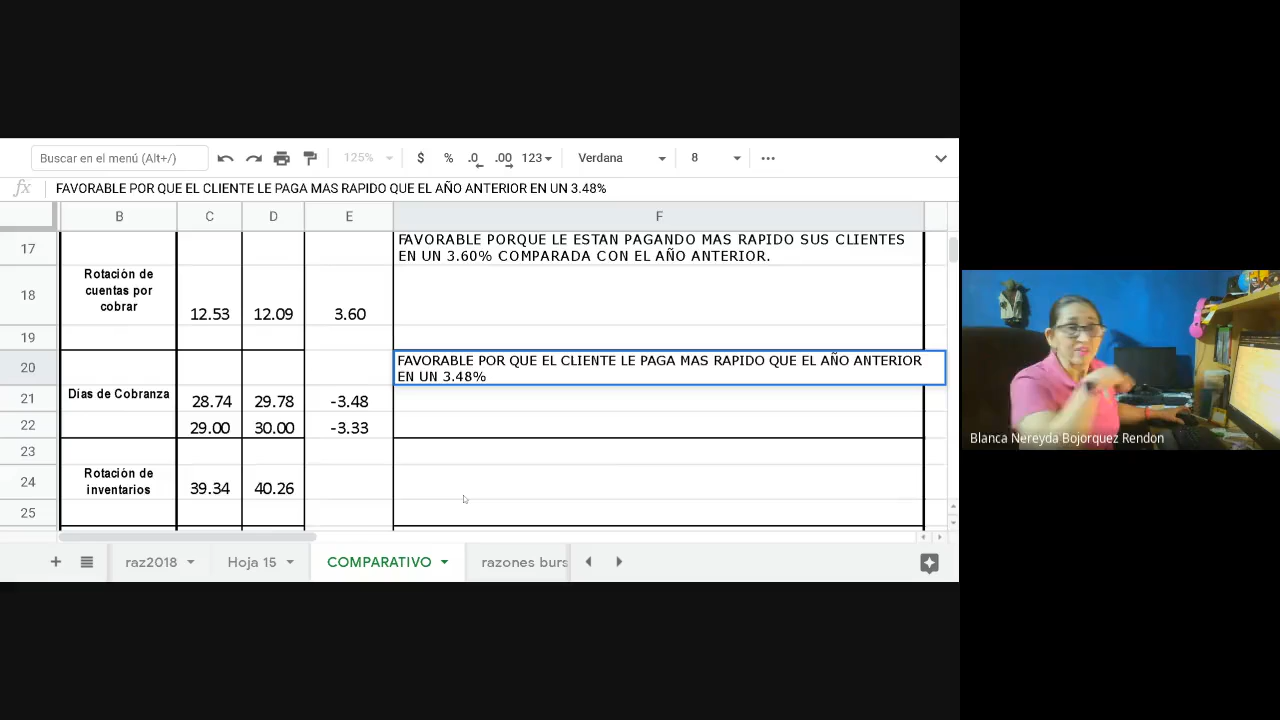 Buscar en el menú (Alt+/)
125%
$ % .0 .00 123
Verdana
8
fx
FAVORABLE POR QUE EL CLIENTE LE PAGA MAS RAPIDO QUE EL AÑO ANTERIOR EN UN 3.48%
B C D E F
17
FAVORABLE PORQUE LE ESTAN PAGANDO MAS RAPIDO SUS CLIENTES
EN UN 3.60% COMPARADA CON EL AÑO ANTERIOR.
18
Rotación de
cuentas por
cobrar
12.53 12.09 3.60
19
20
FAVORABLE POR QUE EL CLIENTE LE PAGA MAS RAPIDO QUE EL AÑO ANTERIOR
EN UN 3.48%
21
Días de Cobranza
28.74 29.78 -3.48
22
29.00 30.00 -3.33
23
24
Rotación de
inventarios
39.34 40.26
25
raz2018
Hoja 15
COMPARATIVO
razones burs
Blanca Nereyda Bojorquez Rendon